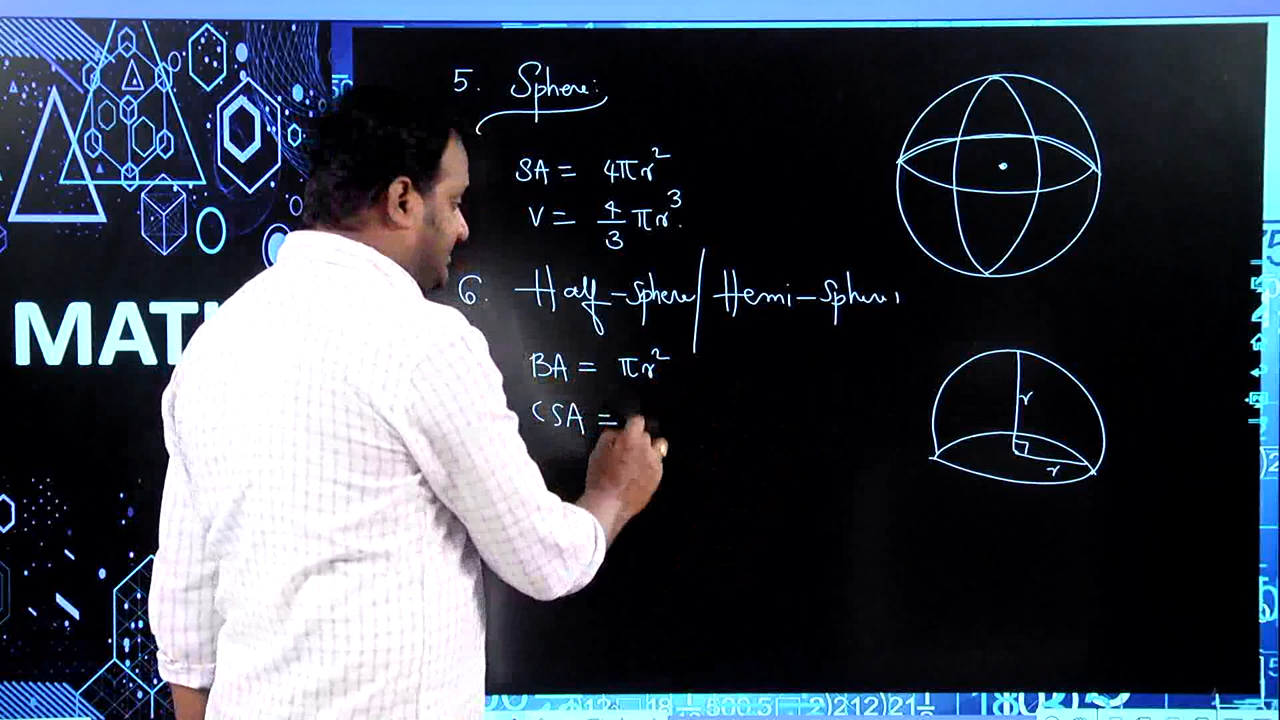 5. Sphere:
SA = 4πr²
V = 4/3 πr³.
6. Half-Sphere/Hemi-Sphere,
BA = πr²
CSA =
r
r
MAT